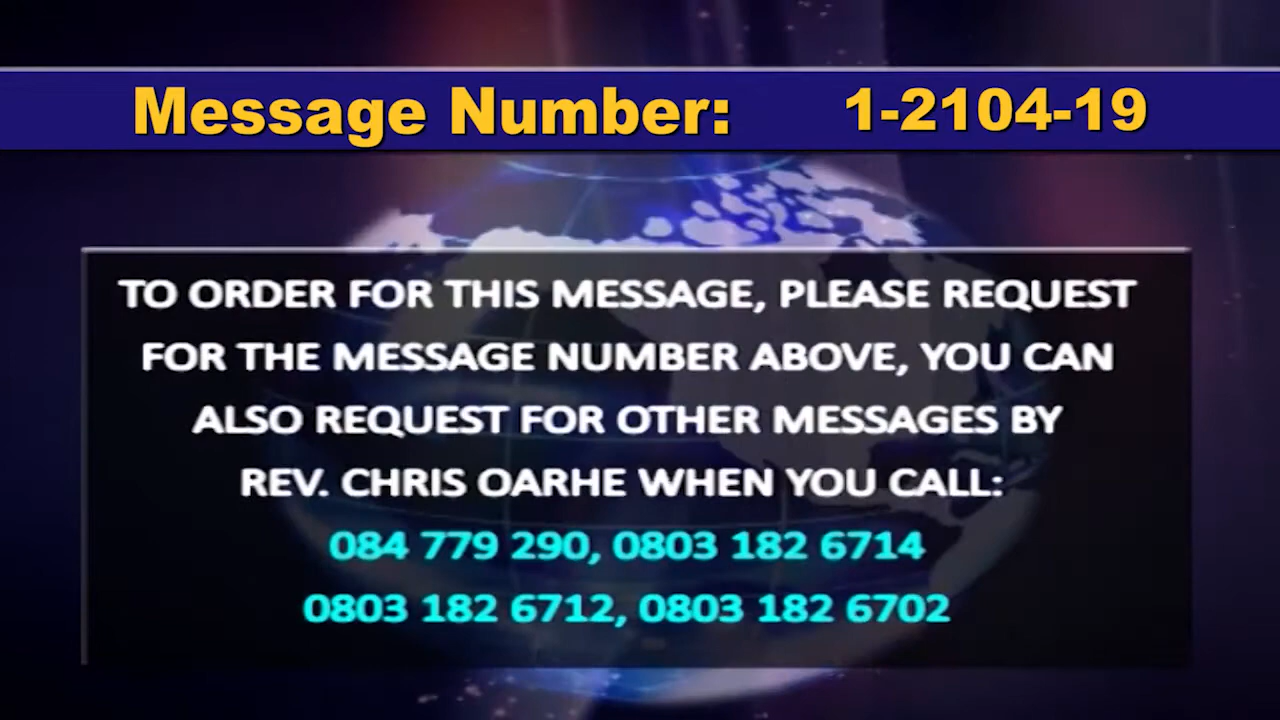 Message Number: 1-2104-19
TO ORDER FOR THIS MESSAGE, PLEASE REQUEST
FOR THE MESSAGE NUMBER ABOVE, YOU CAN
ALSO REQUEST FOR OTHER MESSAGES BY
REV. CHRIS OARHE WHEN YOU CALL:
084 779 290, 0803 182 6714
0803 182 6712, 0803 182 6702